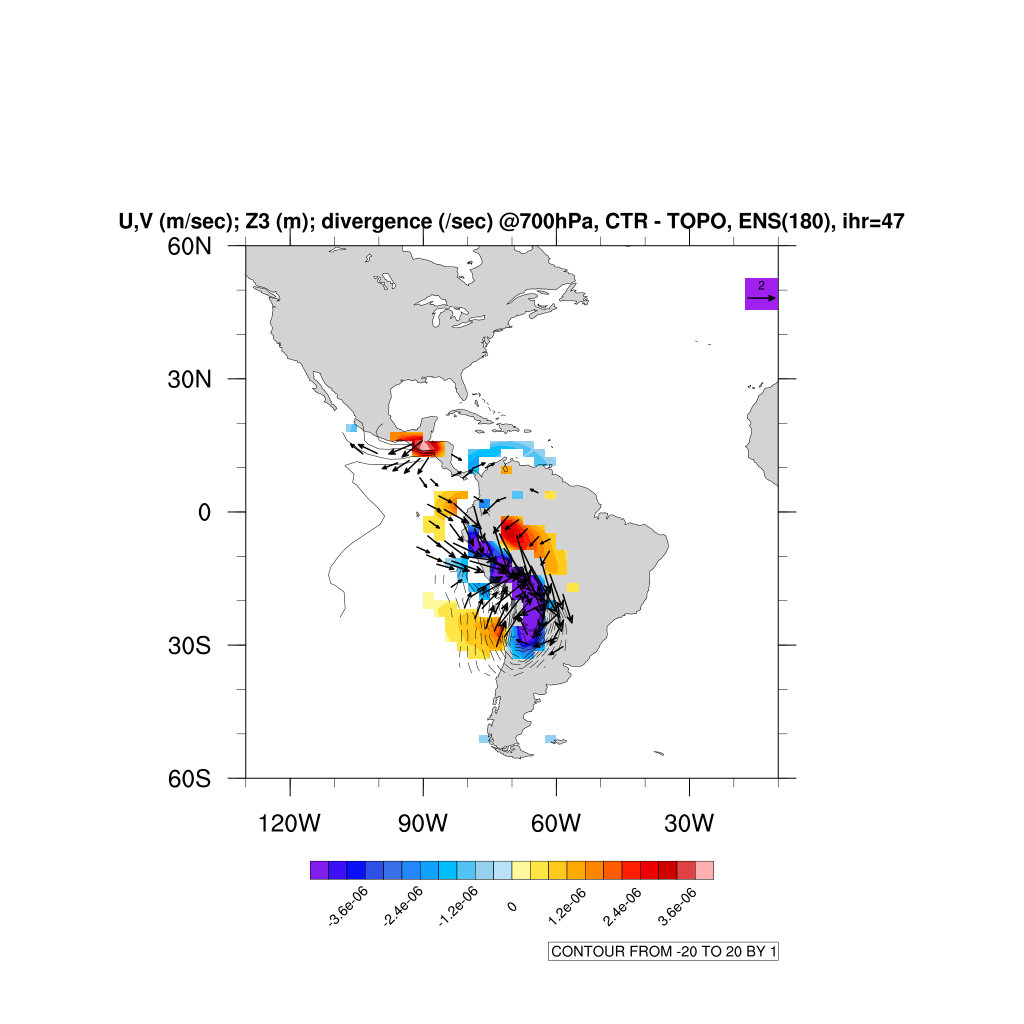 U,V (m/sec); Z3 (m); divergence (/sec) @700hPa, CTR - TOPO, ENS(180), ihr=47
60N
2
30N
0
0
30S
60S
120W 90W 60W 30W
-3.6e-06 -2.4e-06 -1.2e-06 0 1.2e-06 2.4e-06 3.6e-06
CONTOUR FROM -20 TO 20 BY 1